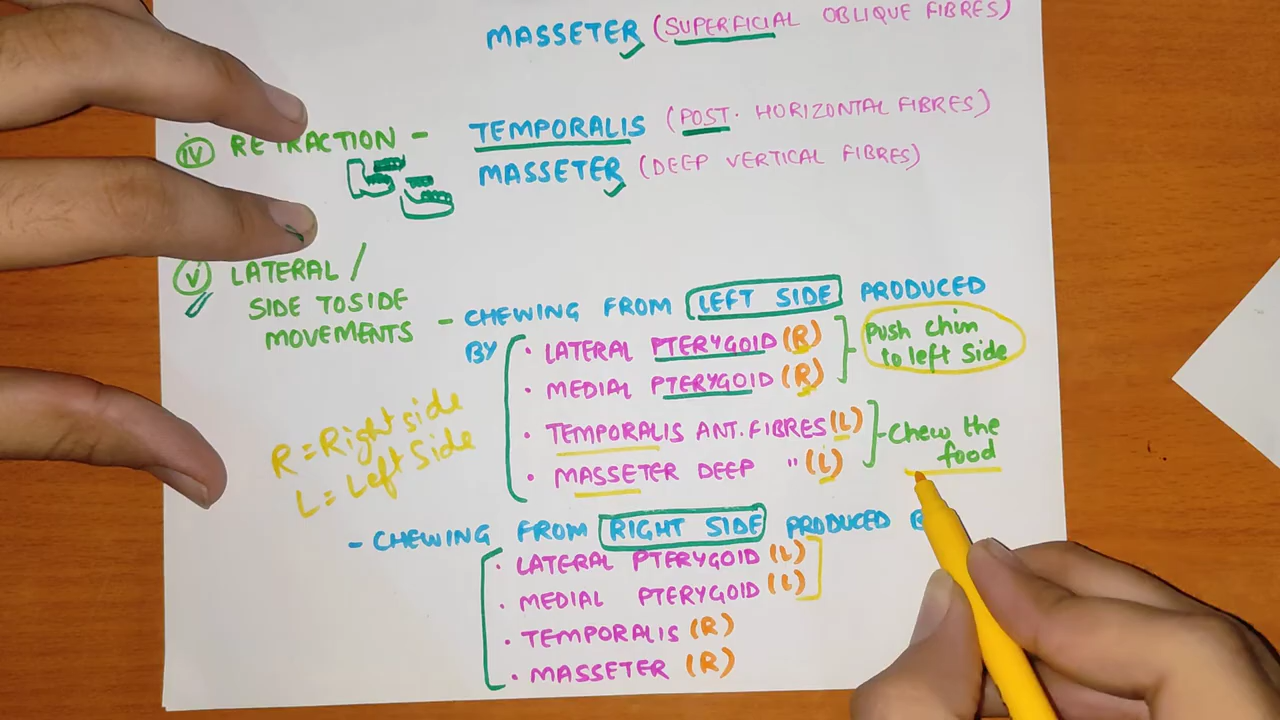 MASSETER (SUPERFICIAL OBLIQUE FIBRES)
iv RETRACTION - TEMPORALIS (POST. HORIZONTAL FIBRES)
MASSETER (DEEP VERTICAL FIBRES)
v LATERAL /
SIDE TO SIDE
MOVEMENTS
- CHEWING FROM LEFT SIDE PRODUCED
BY
· LATERAL PTERYGOID (R)
· MEDIAL PTERYGOID (R)
Push chin
to left Side
· TEMPORALIS ANT. FIBRES (L)
· MASSETER DEEP " (L)
- Chew the
food
R = Right side
L = Left Side
- CHEWING FROM RIGHT SIDE PRODUCED
· LATERAL PTERYGOID (L)
· MEDIAL PTERYGOID (L)
· TEMPORALIS (R)
· MASSETER (R)